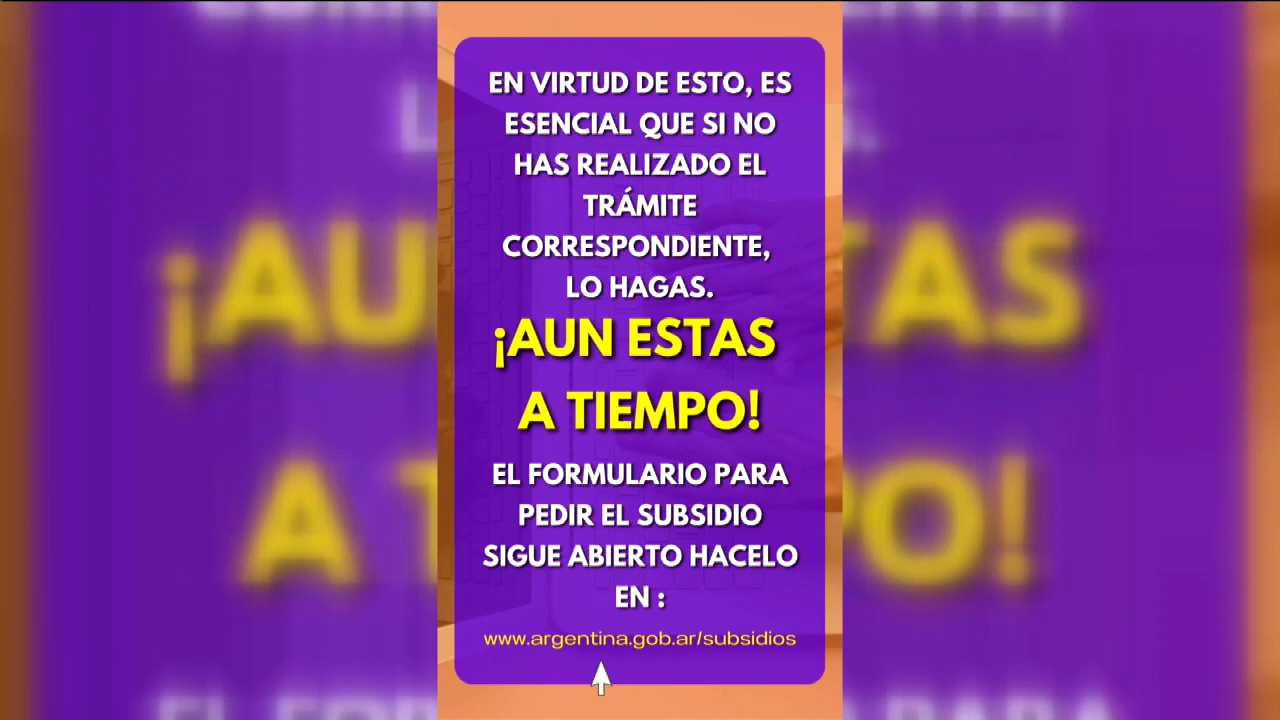 EN VIRTUD DE ESTO, ES
ESENCIAL QUE SI NO
HAS REALIZADO EL
TRÁMITE
CORRESPONDIENTE,
LO HAGAS.
¡AUN ESTAS
A TIEMPO!
EL FORMULARIO PARA
PEDIR EL SUBSIDIO
SIGUE ABIERTO HACELO
EN :
www.argentina.gob.ar/subsidios